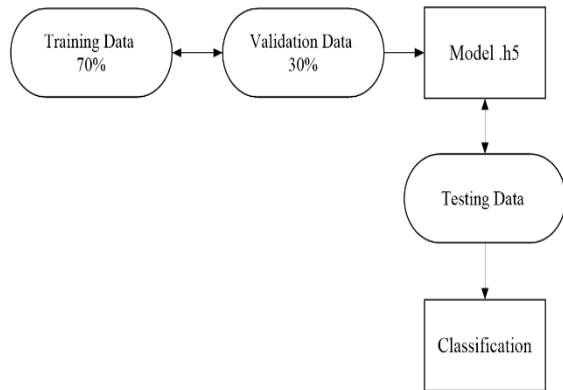 Training Data
70%
Validation Data
30%
Model .h5
Testing Data
Classification